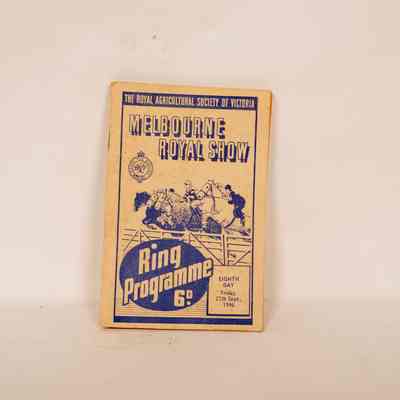 THE ROYAL AGRICULTURAL SOCIETY OF VICTORIA
MELBOURNE
ROYAL SHOW
Ring
Programme
6D
EIGHTH
DAY
Friday
27th Sept.,
1946